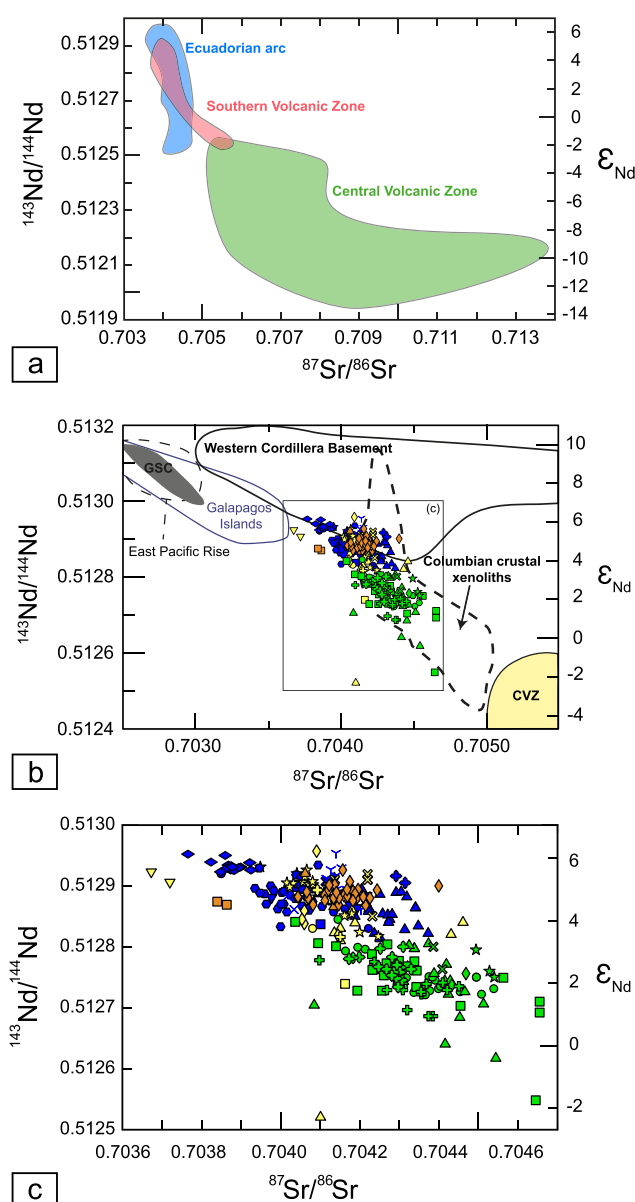 0.5129
0.5127
0.5125
0.5123
0.5121
0.5119
143Nd/144Nd
Ecuadorian arc
Southern Volcanic Zone
Central Volcanic Zone
6
4
2
0
-2
-4
-6
-8
-10
-12
-14
εNd
0.703
0.705
0.707
0.709
0.711
0.713
87Sr/86Sr
a
0.5132
0.5130
0.5128
0.5126
0.5124
143Nd/144Nd
Western Cordillera Basement
GSC
Galapagos
Islands
East Pacific Rise
(c)
Columbian crustal
xenoliths
CVZ
10
8
6
4
2
0
-2
-4
εNd
0.7030
0.7040
0.7050
87Sr/86Sr
b
0.5130
0.5129
0.5128
0.5127
0.5126
0.5125
143Nd/144Nd
6
4
2
0
-2
εNd
0.7036
0.7038
0.7040
0.7042
0.7044
0.7046
87Sr/86Sr
c